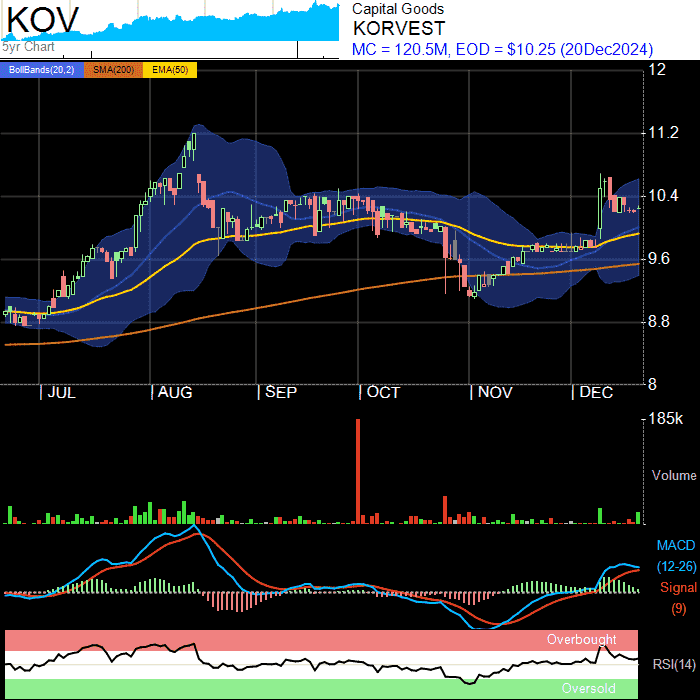 KOV
5yr Chart
Capital Goods
KORVEST
MC = 120.5M, EOD = $10.25 (20Dec2024)
BollBands(20,2) SMA(200) EMA(50)
12
11.2
10.4
9.6
8.8
8
JUL AUG SEP OCT NOV DEC
185k
Volume
MACD
(12-26)
Signal
(9)
Overbought
RSI(14)
Oversold